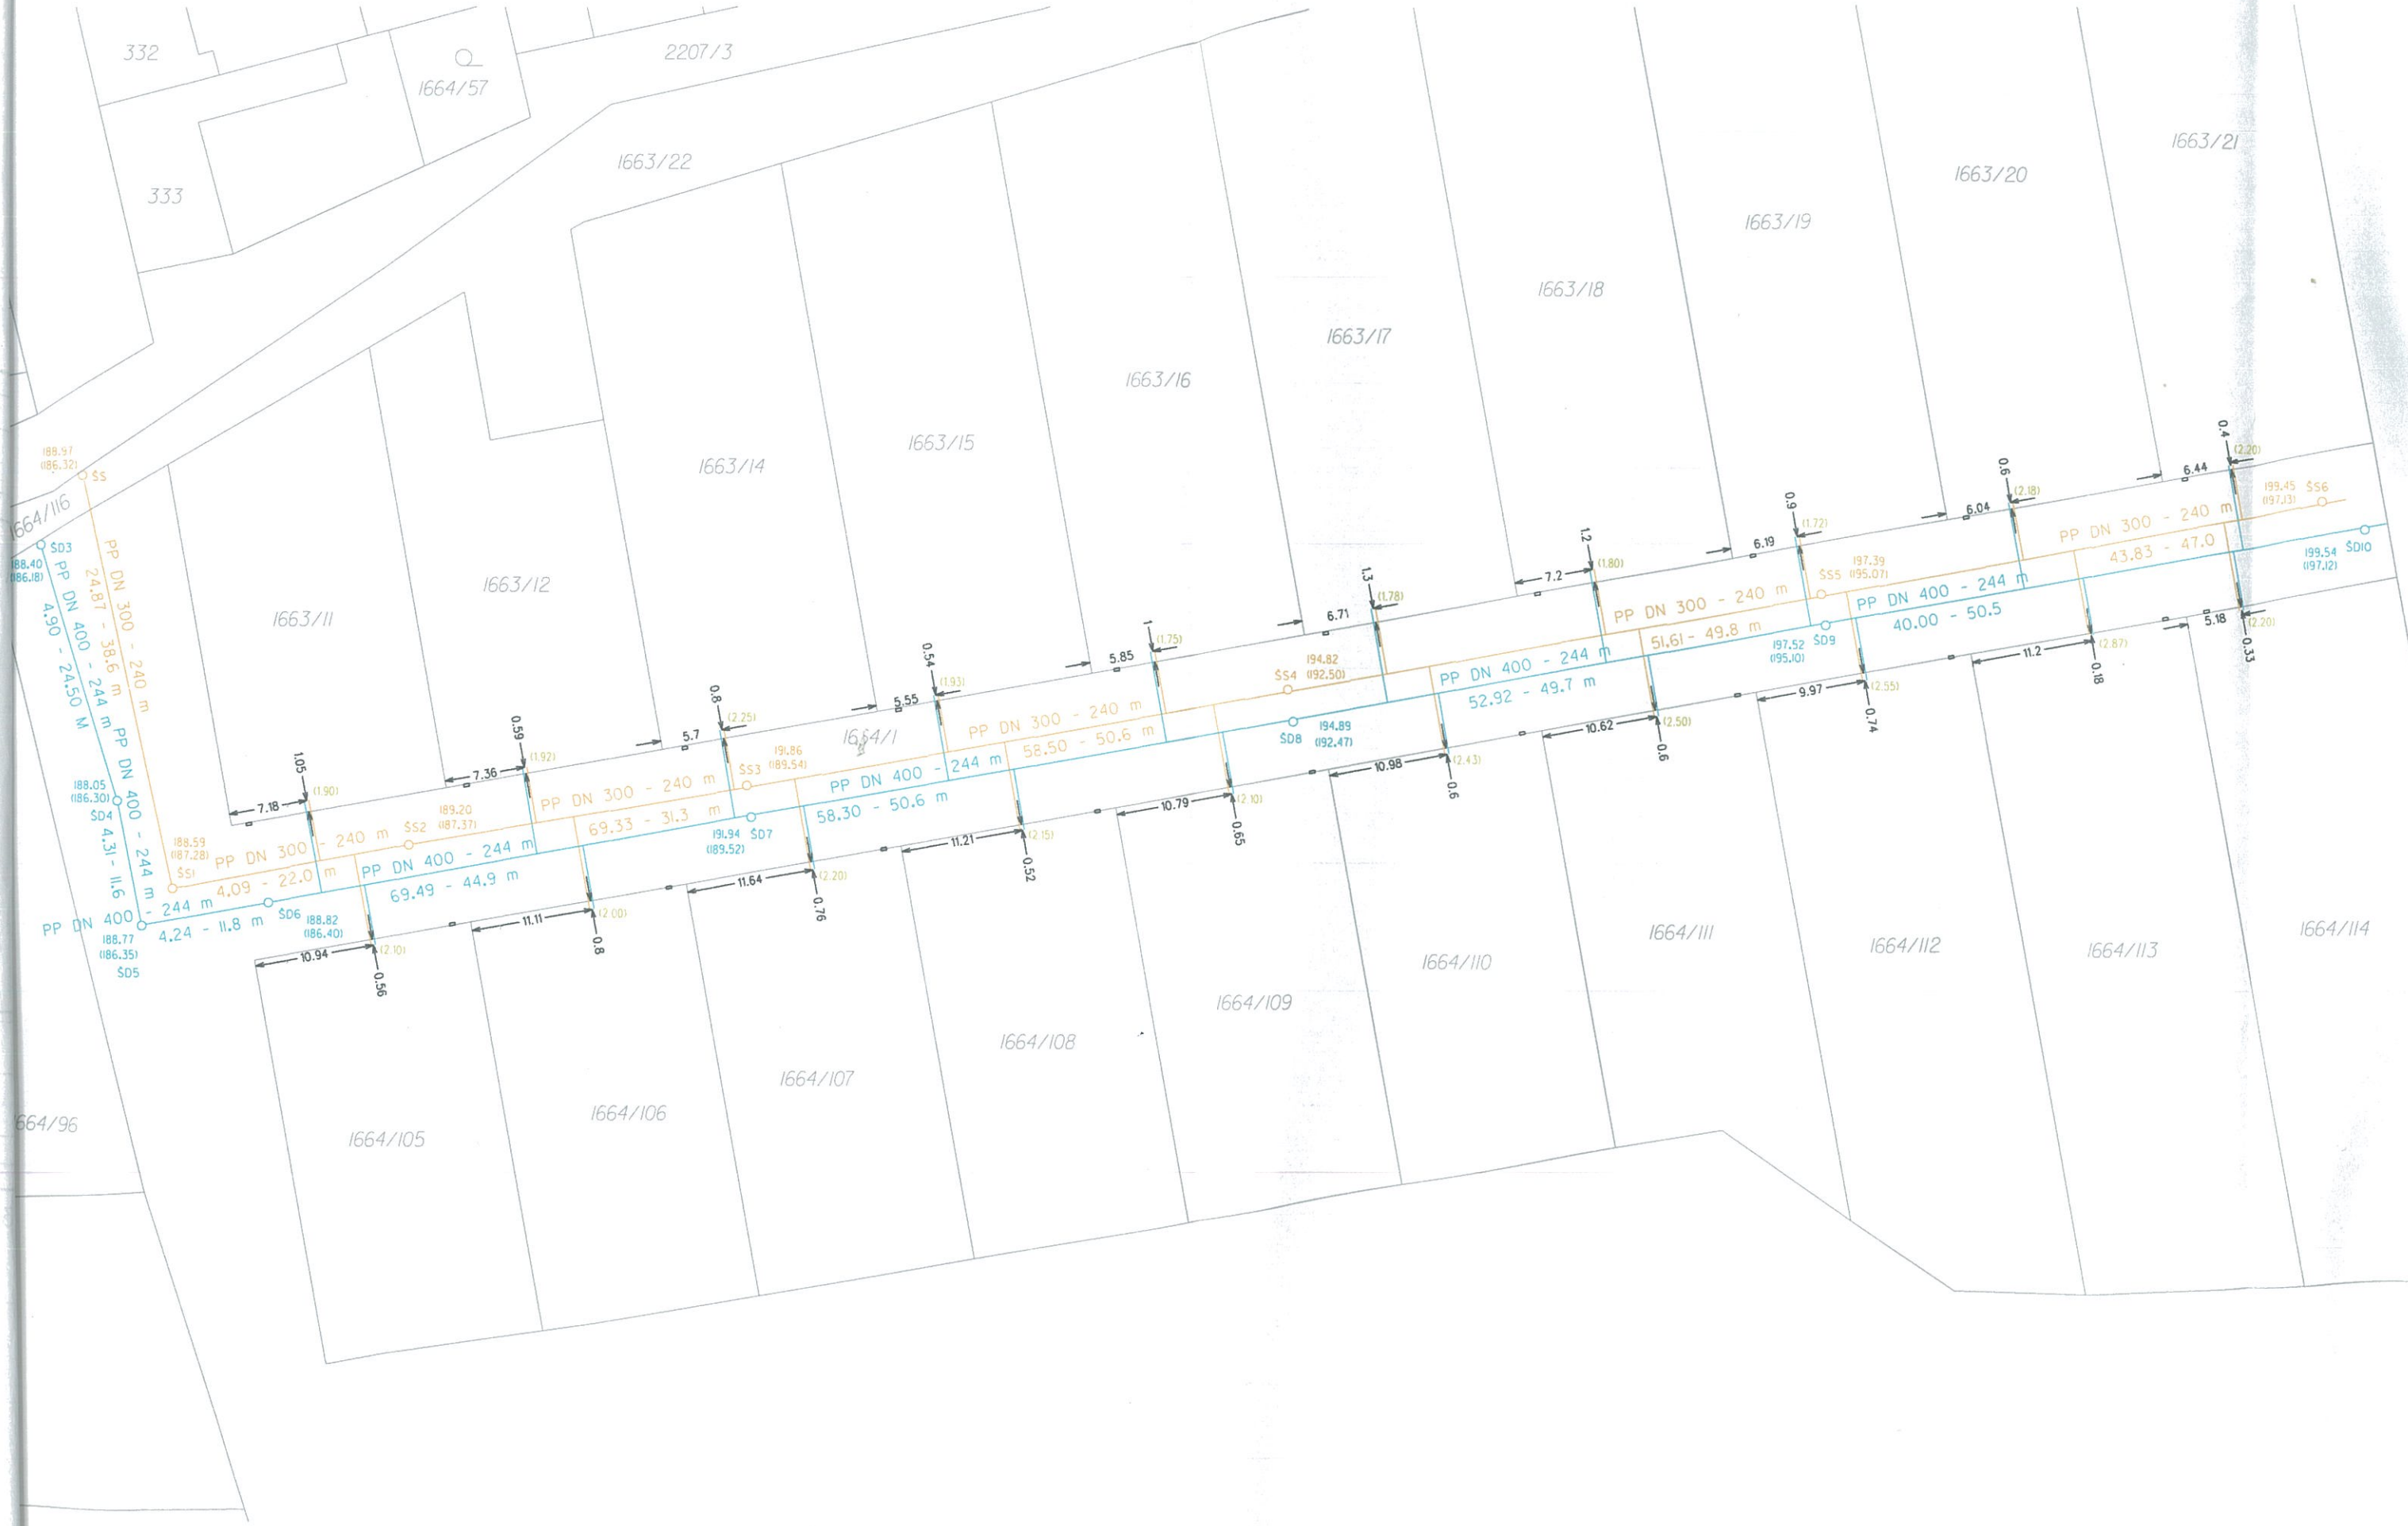 332
1664/57
2207/3
333
1663/22
1663/21
1663/20
1663/19
1663/18
1663/17
1663/16
1663/15
1663/14
1663/12
1663/11
1664/116
1664/1
188.97
(186.32)
ŠS
ŠD3
188.40
(186.18)
PP DN 300 - 240 m
24.87 - 38.6 m
PP DN 400 - 244 m
4.90 - 24.50 M
188.05
(186.30)
ŠD4
PP DN 400 - 244 m
4.31 - 11.6
188.59
(187.28)
ŠS1
PP DN 300 - 240 m
4.09 - 22.0 m
PP DN 400 - 244 m
4.24 - 11.8 m
188.77
(186.35)
ŠD5
ŠD6
188.82
(186.40)
ŠS2
189.20
(187.37)
PP DN 400 - 244 m
69.49 - 44.9 m
PP DN 300 - 240 m
69.33 - 31.3 m
191.86
ŠS3
(189.54)
191.94
ŠD7
(189.52)
PP DN 400 - 244 m
58.30 - 50.6 m
PP DN 300 - 240 m
58.50 - 50.6 m
194.82
ŠS4
(192.50)
ŠD8
194.89
(192.47)
PP DN 400 - 244 m
52.92 - 49.7 m
PP DN 300 - 240 m
51.61 - 49.8 m
197.39
ŠS5
(195.07)
197.52
ŠD9
(195.10)
PP DN 400 - 244 m
40.00 - 50.5
PP DN 300 - 240 m
43.83 - 47.0
199.45
ŠS6
(197.13)
199.54
ŠD10
(197.12)
7.18
1.05
(1.90)
7.36
0.59
(1.92)
5.7
0.8
(2.25)
5.55
0.54
(1.93)
5.85
1
(1.75)
6.71
1.3
(1.78)
7.2
1.2
(1.80)
6.19
0.9
(1.72)
6.04
0.6
(2.18)
6.44
0.4
(2.20)
10.94
(2.10)
0.56
11.11
(2.00)
0.8
11.64
(2.20)
0.76
11.21
(2.15)
0.52
10.79
(2.10)
0.65
10.98
(2.43)
0.6
10.62
(2.50)
0.6
9.97
(2.55)
0.74
11.2
(2.87)
0.18
5.18
(2.20)
0.33
664/96
1664/105
1664/106
1664/107
1664/108
1664/109
1664/110
1664/111
1664/112
1664/113
1664/114